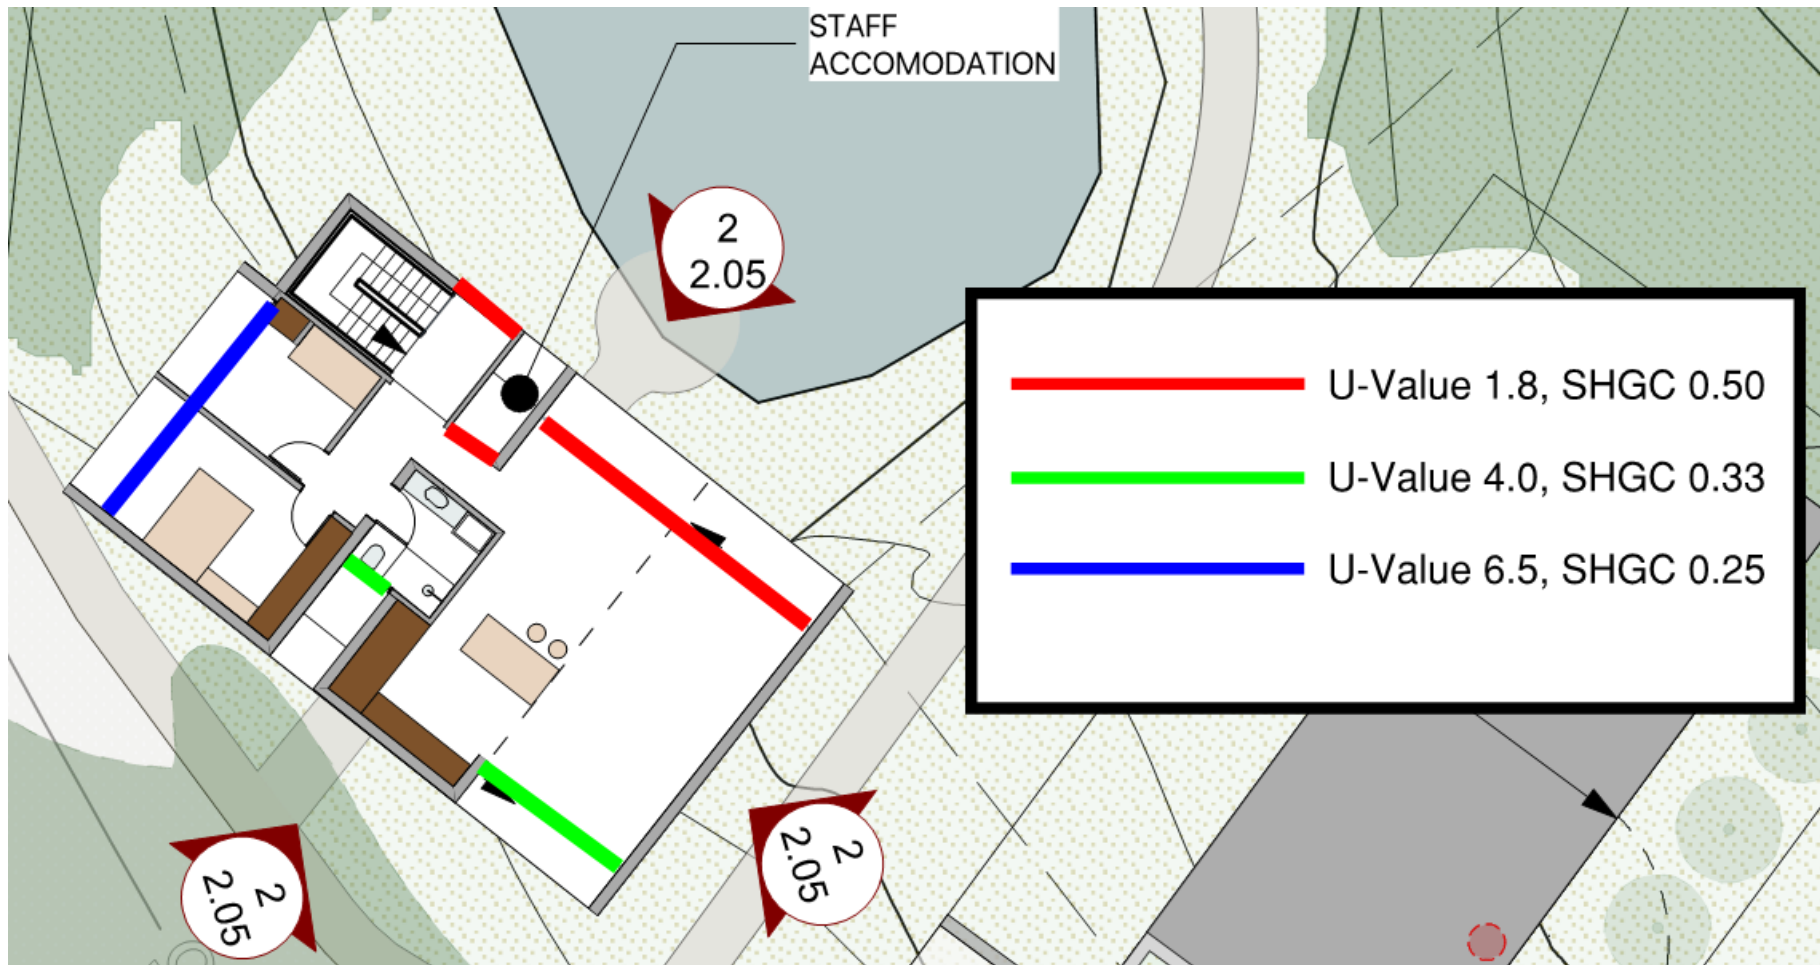 STAFF
ACCOMODATION
2
2.05
U-Value 1.8, SHGC 0.50
U-Value 4.0, SHGC 0.33
U-Value 6.5, SHGC 0.25
2
2.05
2
2.05